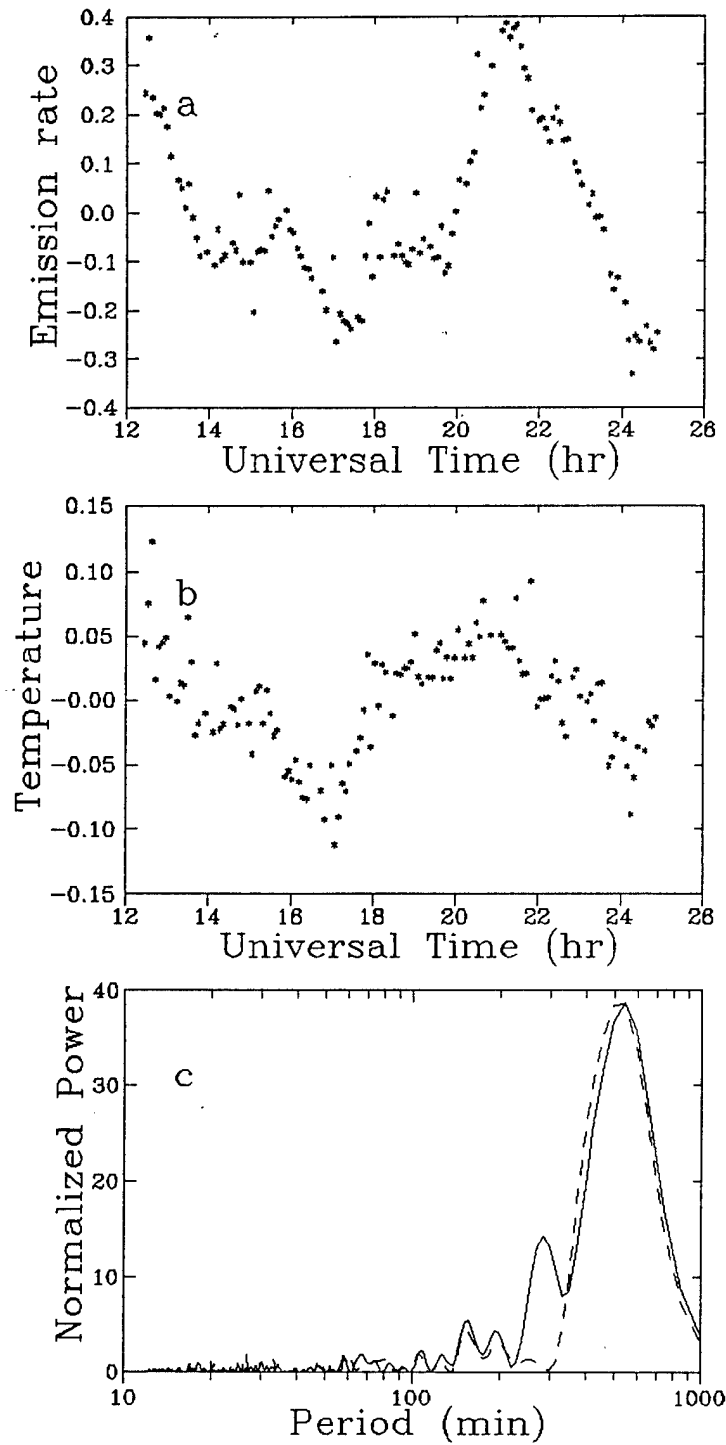 0.4
0.3
0.2
0.1
0.0
−0.1
−0.2
−0.3
−0.4
Emission rate
a
12 14 16 18 20 22 24 26
Universal Time (hr)
0.15
0.10
0.05
−0.00
−0.05
−0.10
−0.15
Temperature
b
12 14 16 18 20 22 24 26
Universal Time (hr)
40
30
20
10
0
Normalized Power
c
10 100 1000
Period (min)